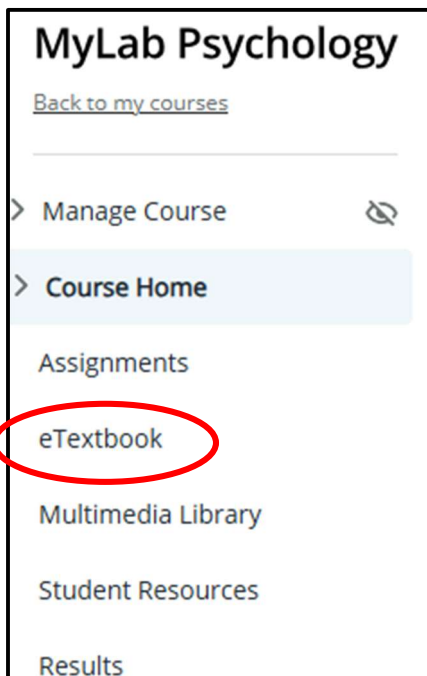 MyLab Psychology
Back to my courses
Manage Course
Course Home
Assignments
eTextbook
Multimedia Library
Student Resources
Results